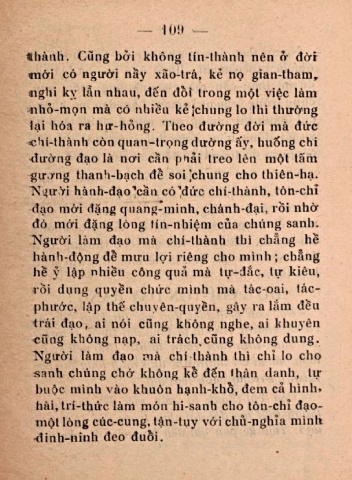 — 109 —
thành. Cũng bởi không tín-thành nên ở đời
mới có người nầy xão-trá, kẻ nọ gian-tham,
nghi kỵ lẫn nhau, đến đỗi trong một việc làm
nhỏ-mọn mà có nhiều kẻ chung lo thì thường
lại hóa ra hư-hỏng. Theo đường đời mà đức
chí-thành còn quan-trọng dường ấy, huống chi
đường đạo là nơi cần phải treo lên một tấm
gương thanh-bạch để soi chung cho thiên-hạ.
Người hành-đạo cần có đức chí-thành, tôn-chỉ
đạo mới đặng quang-minh, chánh-đại, rồi nhờ
đó mới đặng lòng tín-nhiệm của chúng sanh.
Người làm đạo mà chí-thành thì chẳng hề
hành-động để mưu lợi riêng cho mình ; chẳng
hề ỷ lập nhiều công quả mà tự-đắc, tự kiêu,
rồi dụng quyền chức mình mà tác-oai, tác-
phước, lập thế chuyên-quyền, gây ra lắm đều
trái đạo, ai nói cũng không nghe, ai khuyên
cũng không nạp, ai trách cũng không dung.
Người làm đạo mà chí thành thì chỉ lo cho
sanh chúng chớ không kể đến thân danh, tự
buộc mình vào khuôn hạnh-khổ, đem cả hình-
hài, trí-thức làm món hi-sanh cho tôn-chỉ đạo-
một lòng cúc-cung, tận-tụy với chủ-nghĩa mình
đinh-ninh đeo đuổi.